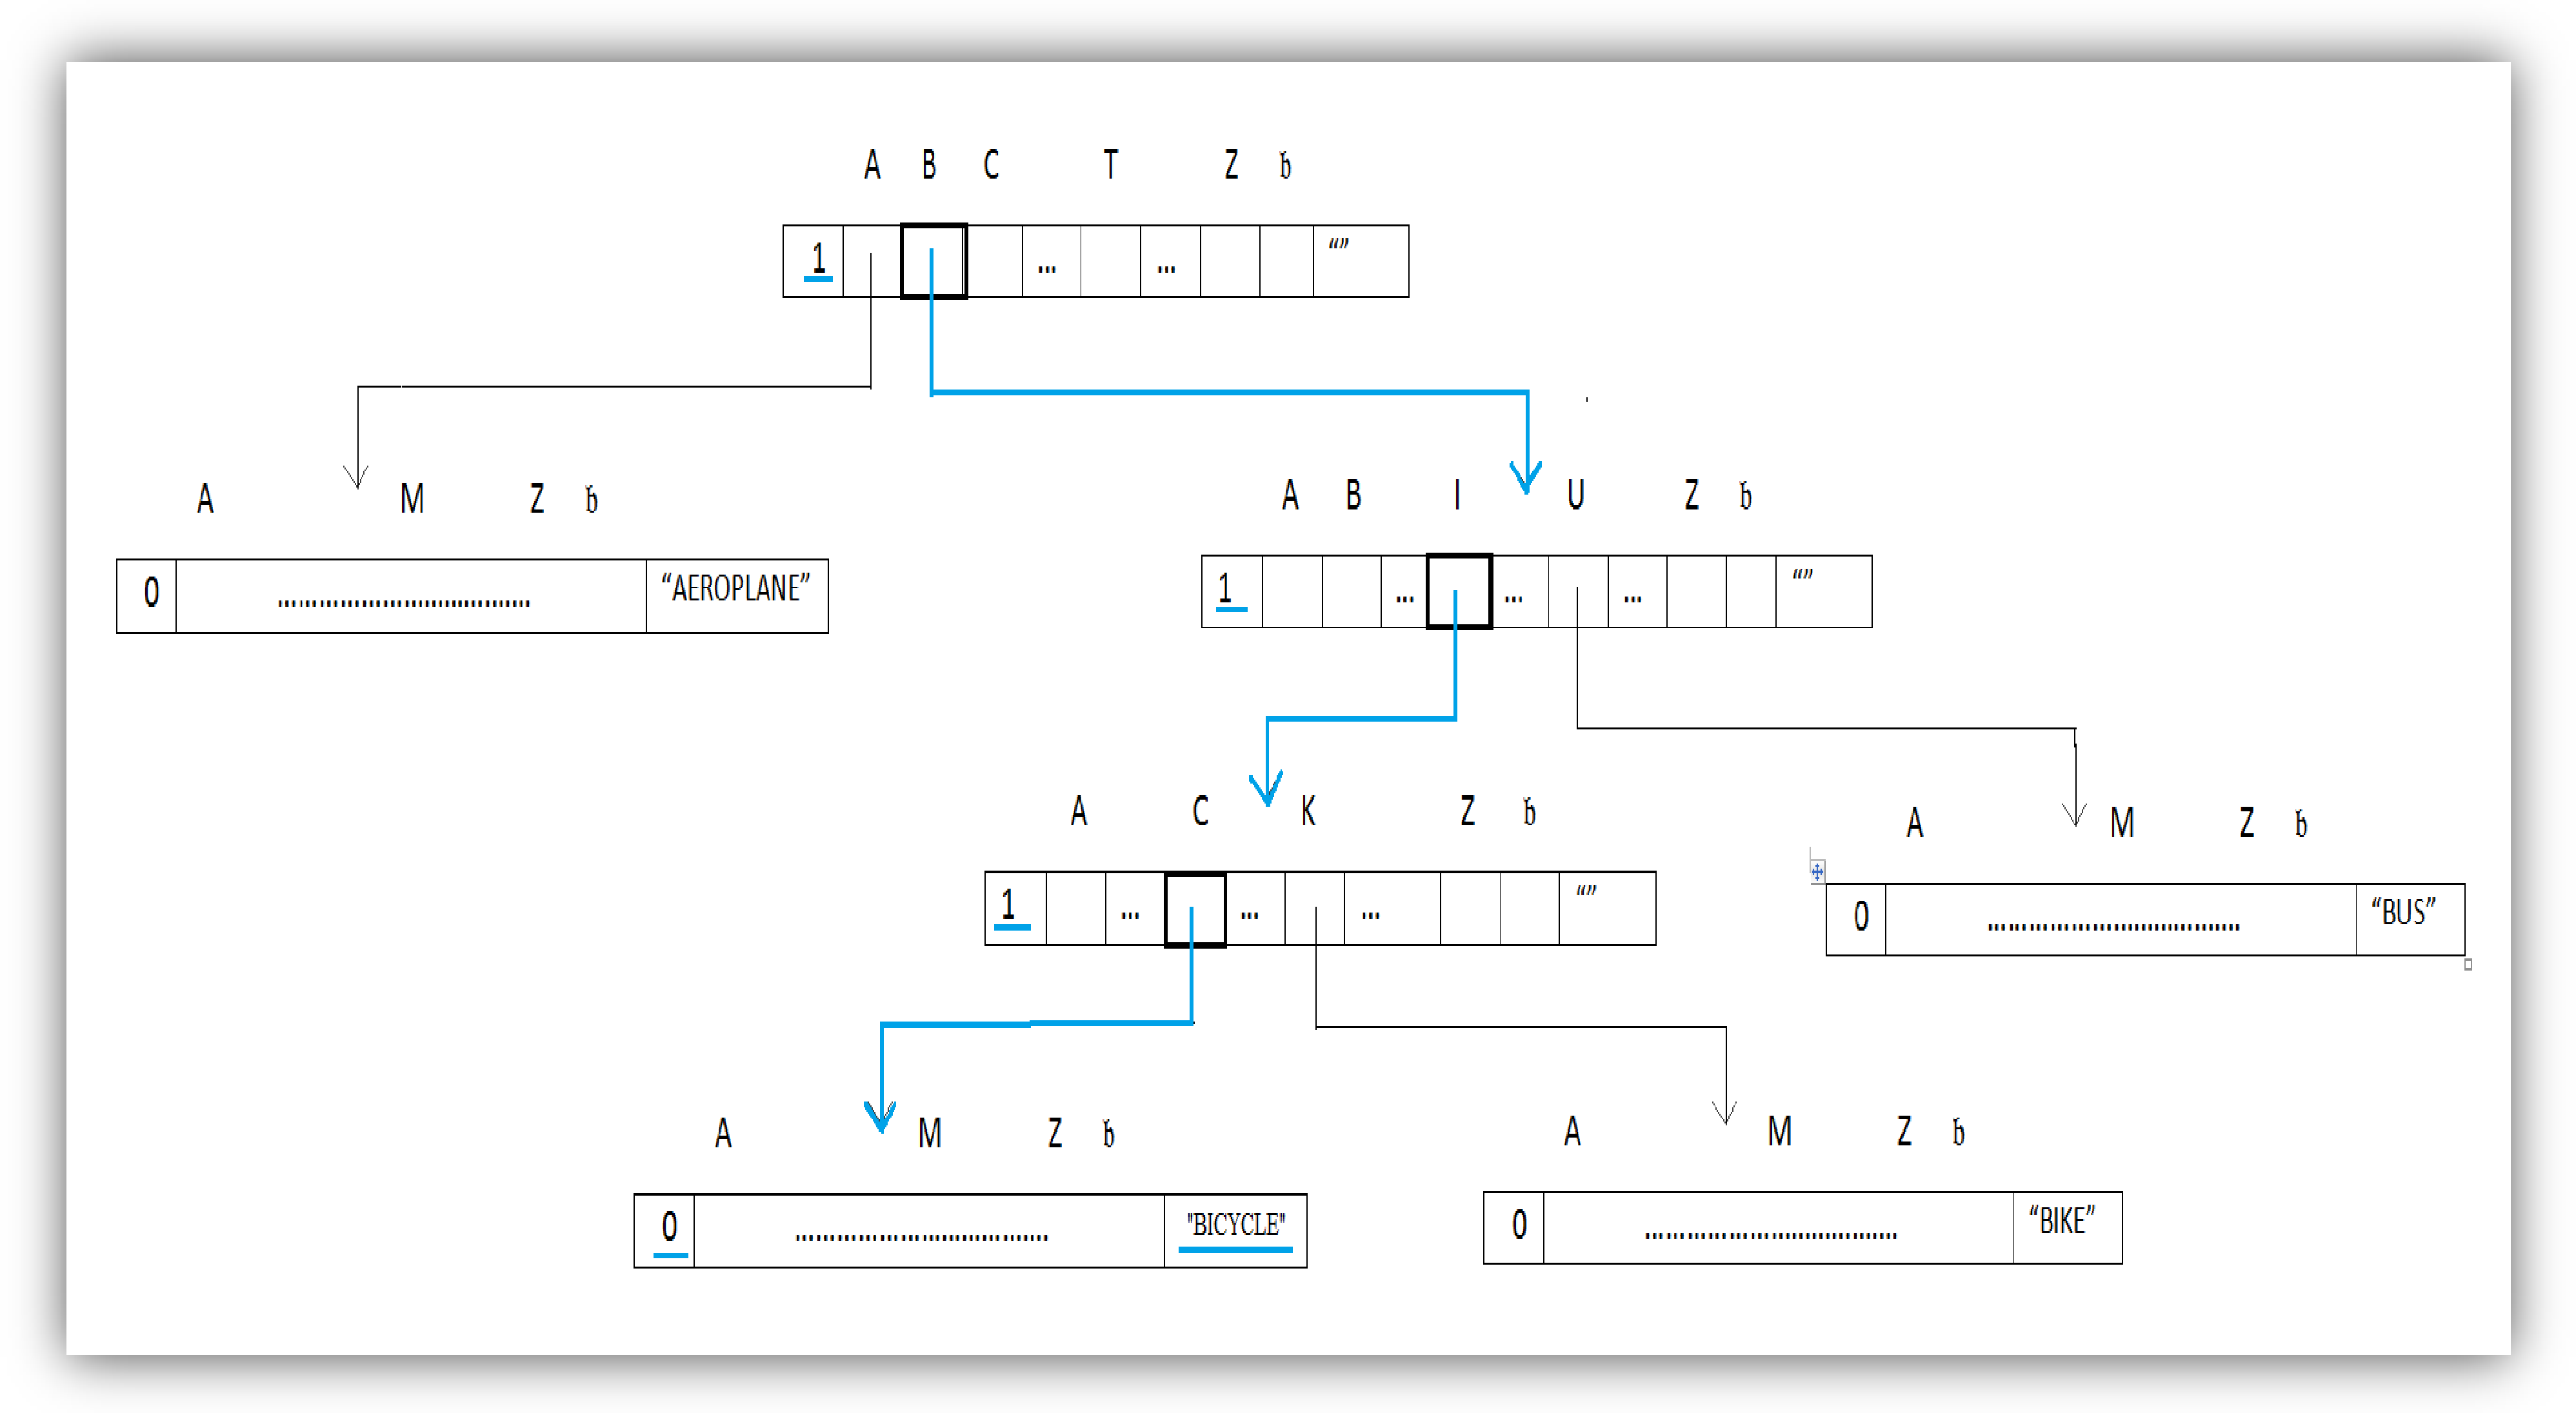 A B C T Z ƀ
1 ... ... “”
A M Z ƀ
0 .................................... “AEROPLANE”
A B I U Z ƀ
1 ... ... ... “”
A C K Z ƀ
1 ... ... ... “”
A M Z ƀ
0 .................................... “BUS”
A M Z ƀ
0 .................................... "BICYCLE"
A M Z ƀ
0 .................................... “BIKE”